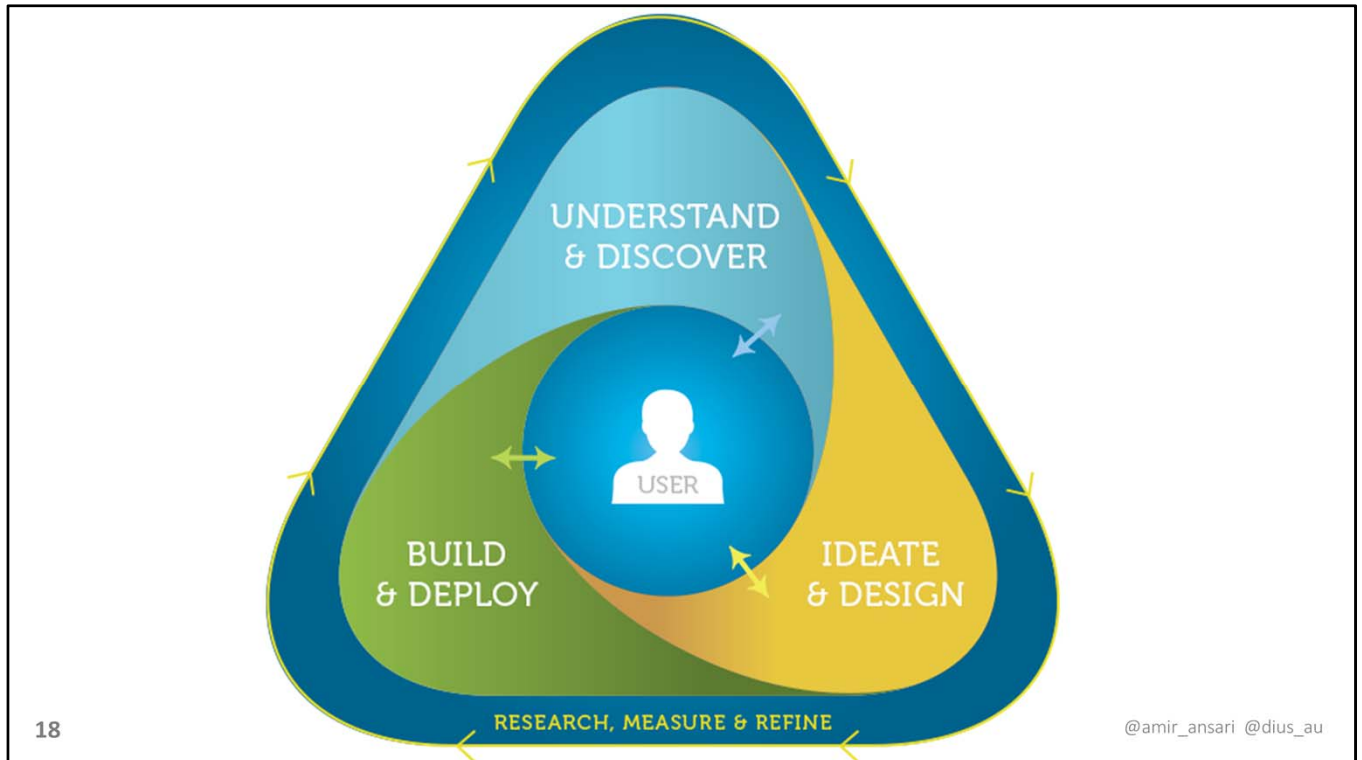 UNDERSTAND
& DISCOVER
USER
BUILD
& DEPLOY
IDEATE
& DESIGN
RESEARCH, MEASURE & REFINE
18
@amir_ansari @dius_au